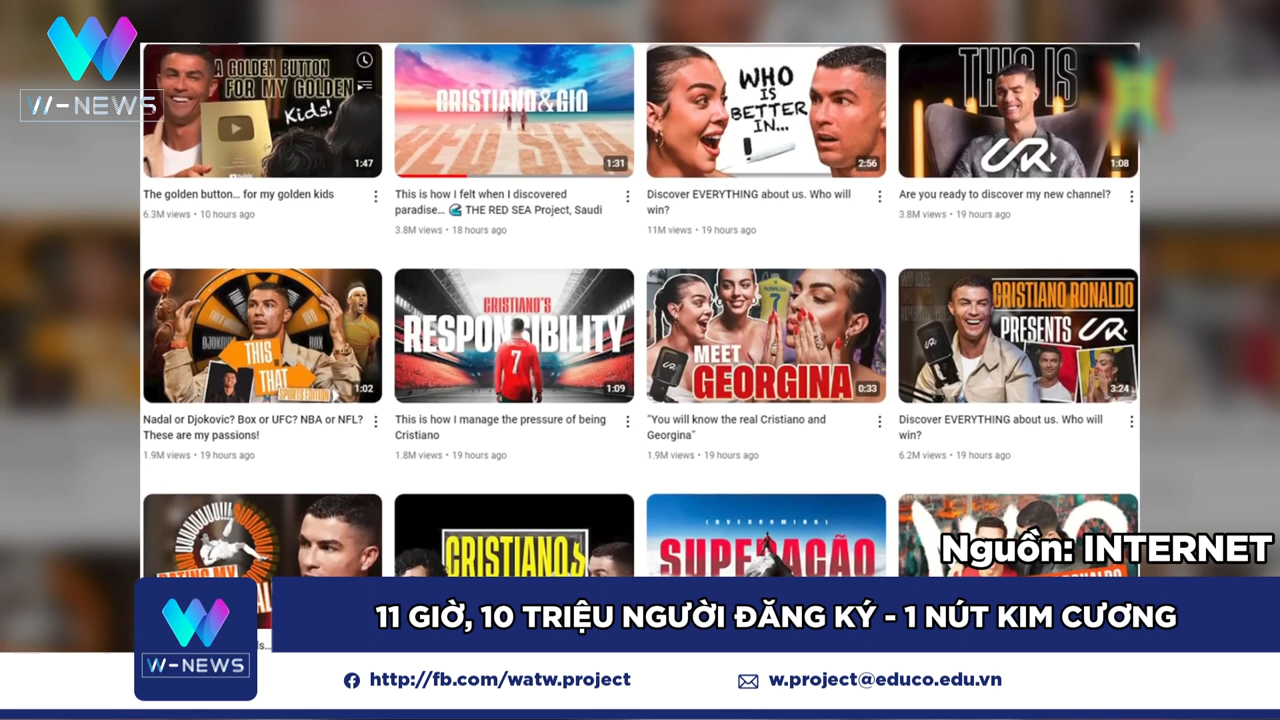 W-NEWS
A GOLDEN BUTTON
FOR MY GOLDEN
Kids!
1:47
CRISTIANO&GIO
RED SEA
1:31
WHO
IS
BETTER
IN...
2:56
THIS IS
UR
1:08
The golden button... for my golden kids
6.3M views • 10 hours ago
This is how I felt when I discovered
paradise... 🌊 THE RED SEA Project, Saudi
3.8M views • 18 hours ago
Discover EVERYTHING about us. Who will
win?
11M views • 19 hours ago
Are you ready to discover my new channel?
3.8M views • 19 hours ago
DJOKOVIC
BOX
THIS
THAT
SPORTS EDITION
1:02
CRISTIANO'S
RESPONSIBILITY
7
1:09
RONALDO
7
MEET
GEORGINA
0:33
CRISTIANO RONALDO
PRESENTS UR
3:24
Nadal or Djokovic? Box or UFC? NBA or NFL?
These are my passions!
1.9M views • 19 hours ago
This is how I manage the pressure of being
Cristiano
1.8M views • 19 hours ago
"You will know the real Cristiano and
Georgina"
1.9M views • 19 hours ago
Discover EVERYTHING about us. Who will
win?
6.2M views • 19 hours ago
CRISTIANO
SUPERAÇÃO
Nguồn: INTERNET
11 GIỜ, 10 TRIỆU NGƯỜI ĐĂNG KÝ - 1 NÚT KIM CƯƠNG
W-NEWS
http://fb.com/watw.project
w.project@educo.edu.vn